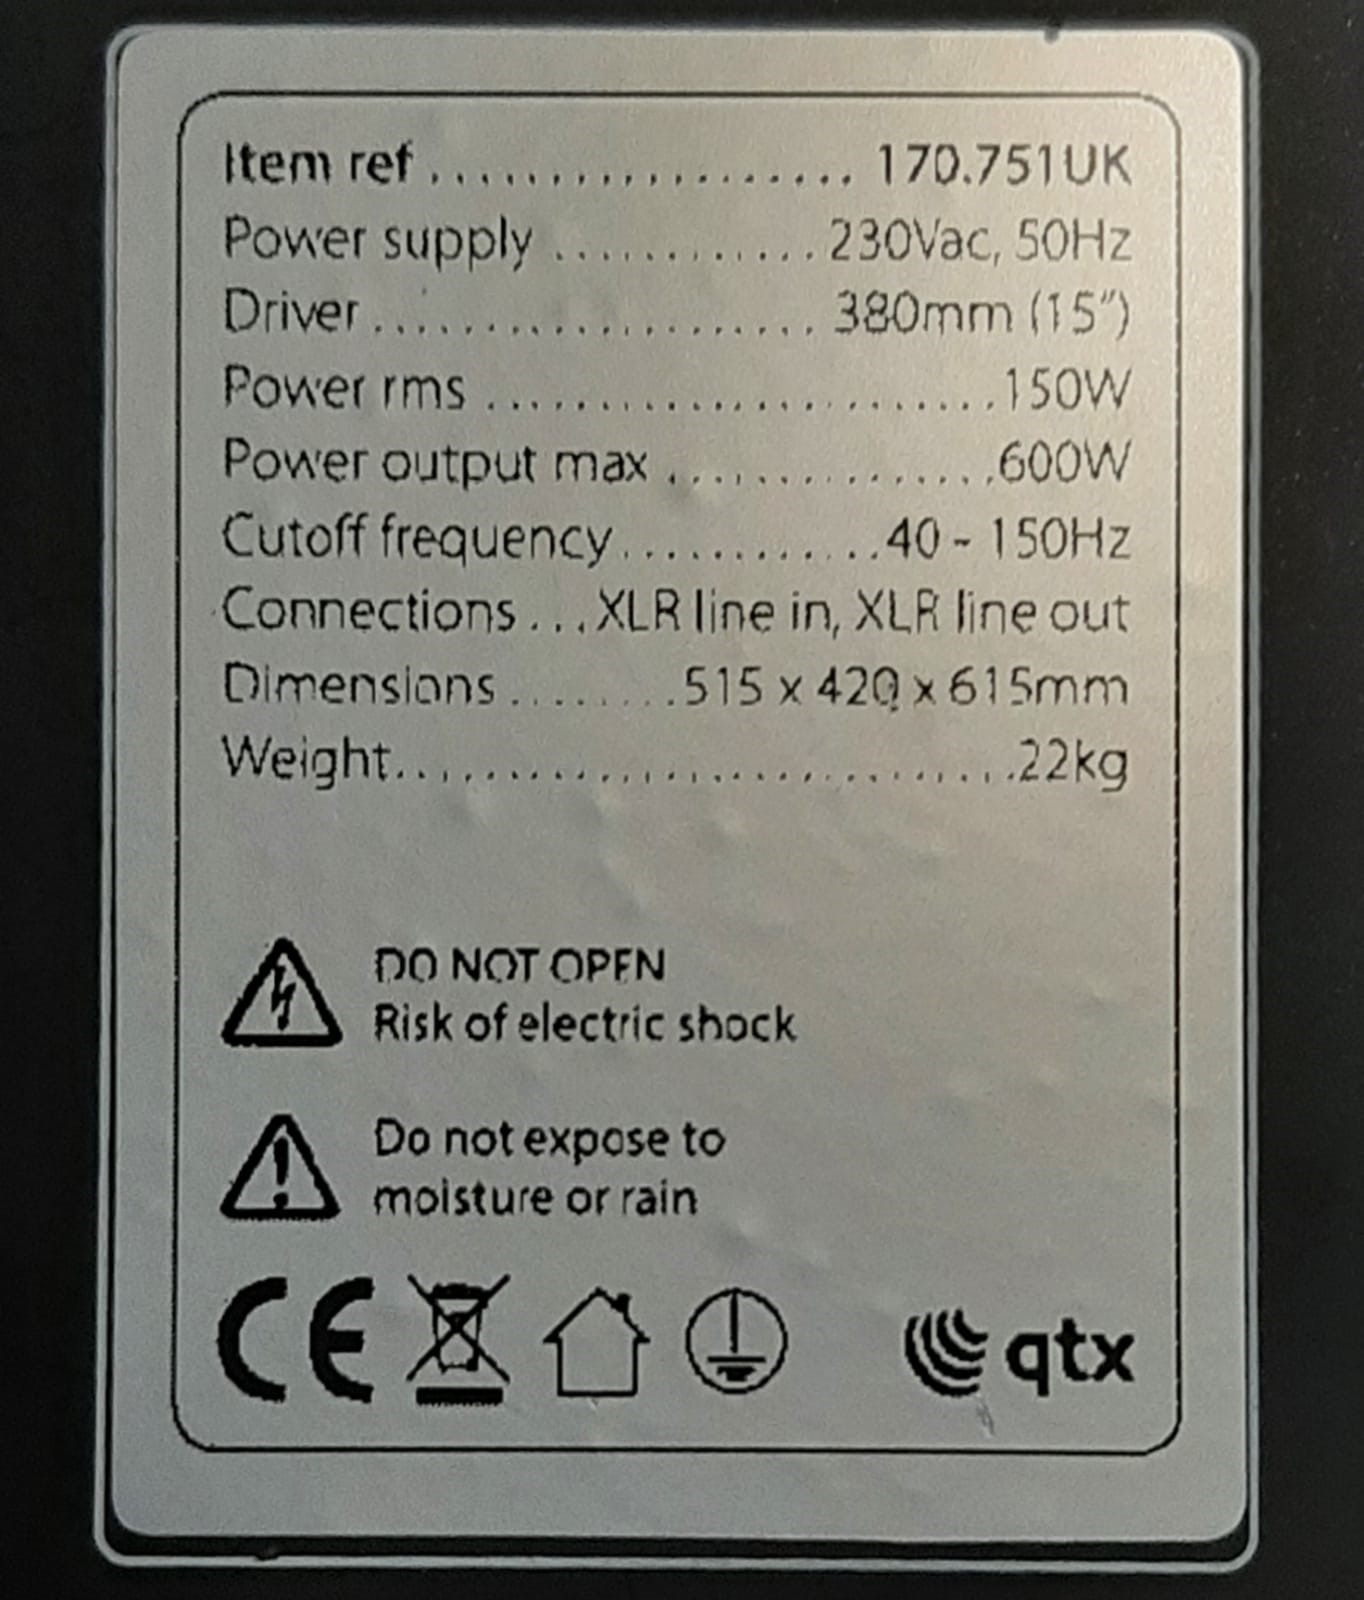 Item ref ................... 170.751UK
Power supply ............ 230Vac, 50Hz
Driver .................... 380mm (15")
Power rms ....................... 150W
Power output max ............... 600W
Cutoff frequency ............ 40 - 150Hz
Connections ... XLR line in, XLR line out
Dimensions ........ 515 x 420 x 615mm
Weight ............................ 22kg
DO NOT OPEN
Risk of electric shock
Do not expose to
moisture or rain
CE qtx